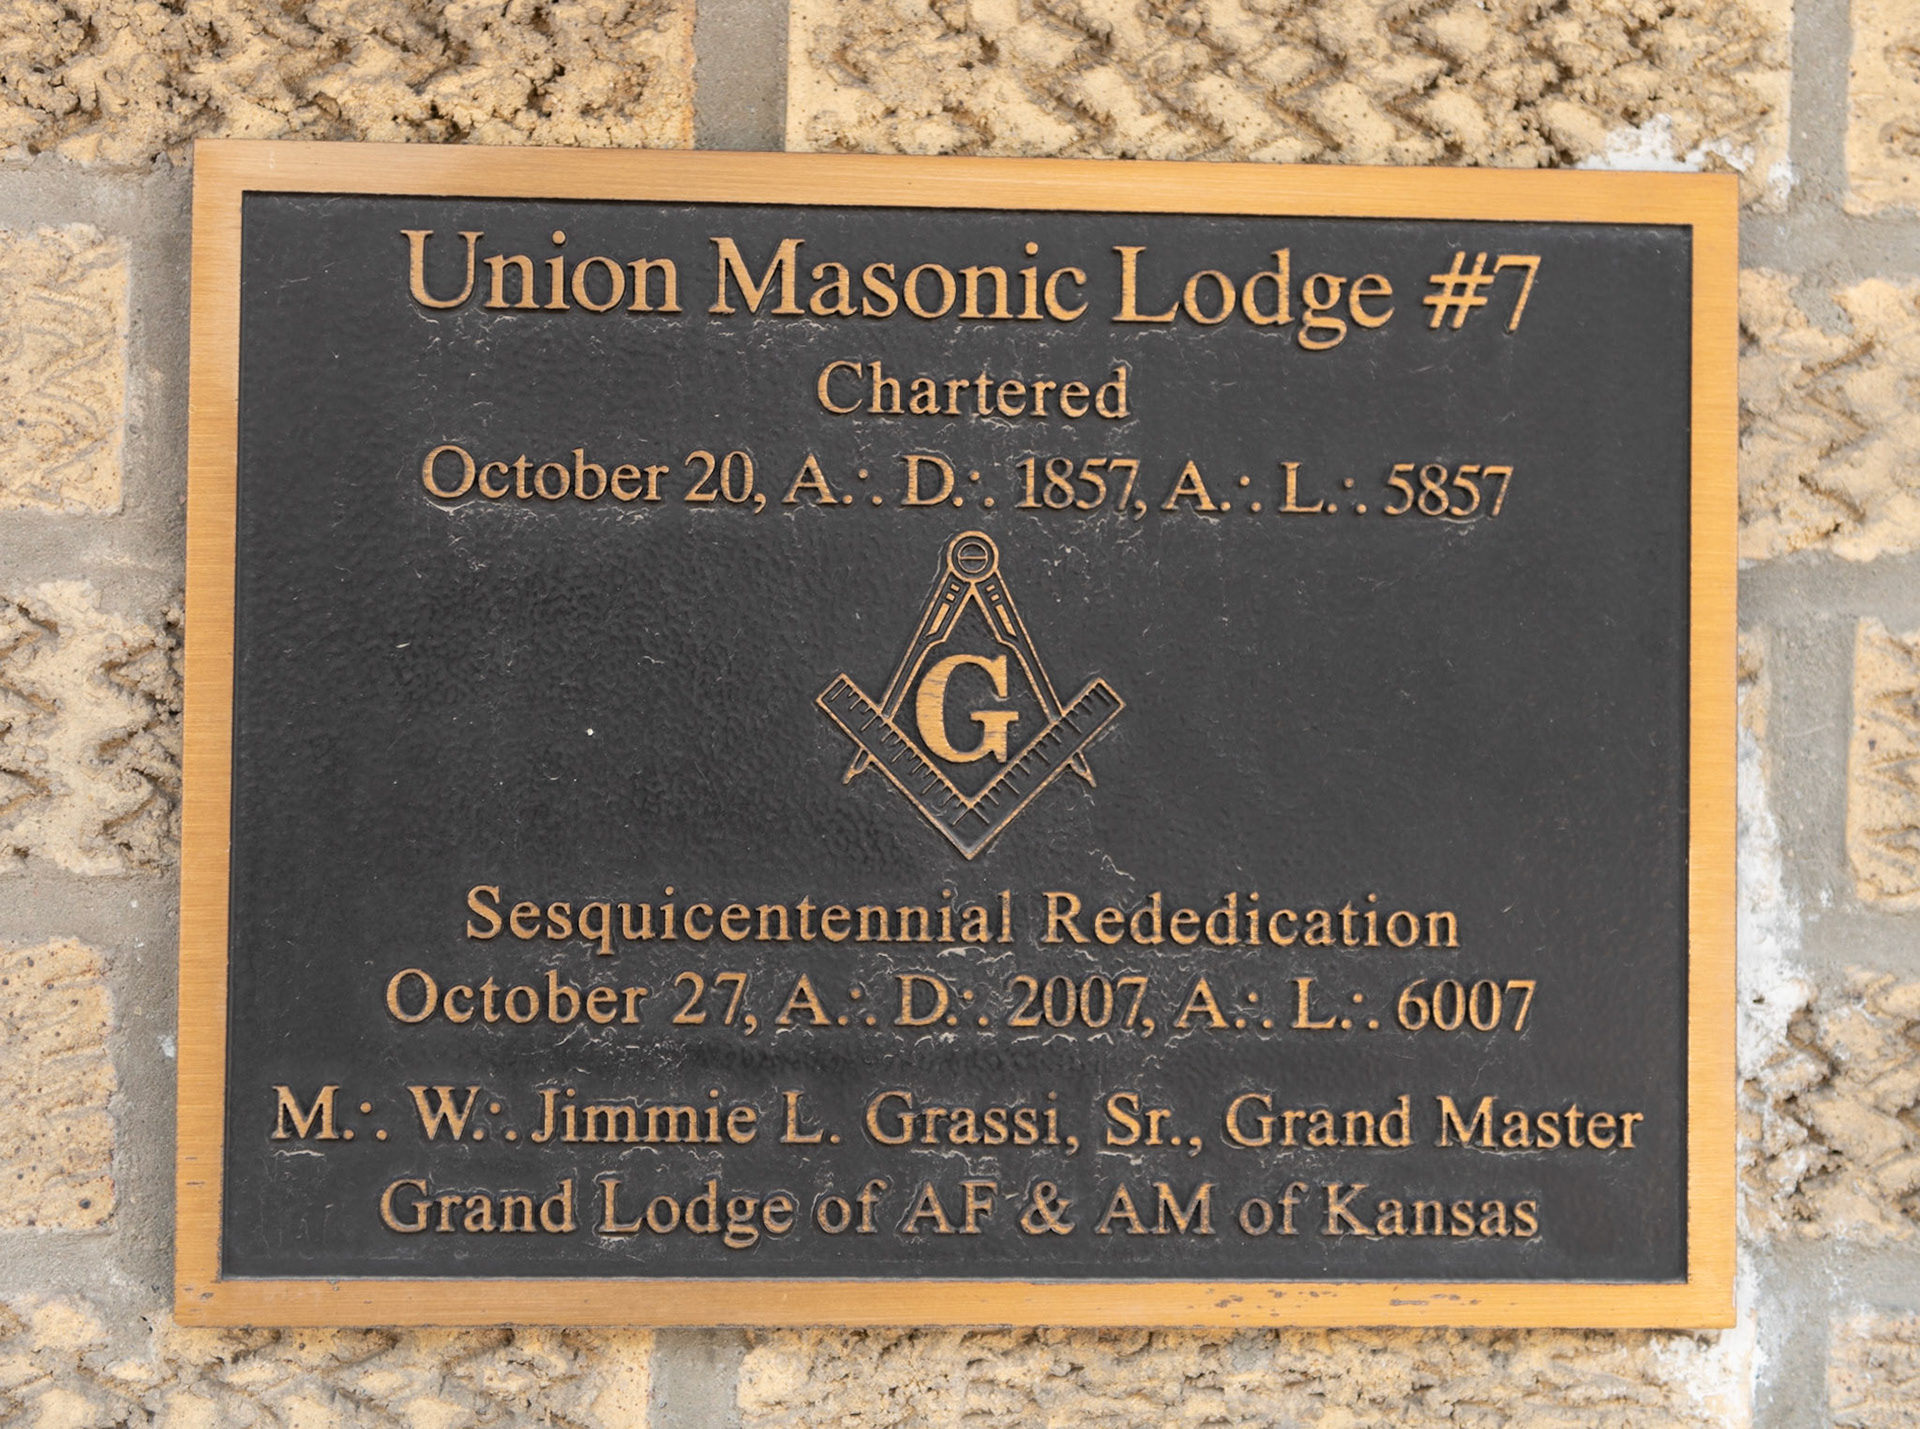 Union Masonic Lodge #7
Chartered
October 20, A.∴ D.∴ 1857, A.∴ L.∴ 5857
G
Sesquicentennial Rededication
October 27, A.∴ D.∴ 2007, A.∴ L.∴ 6007
M.∴ W.∴ Jimmie L. Grassi, Sr., Grand Master
Grand Lodge of AF & AM of Kansas